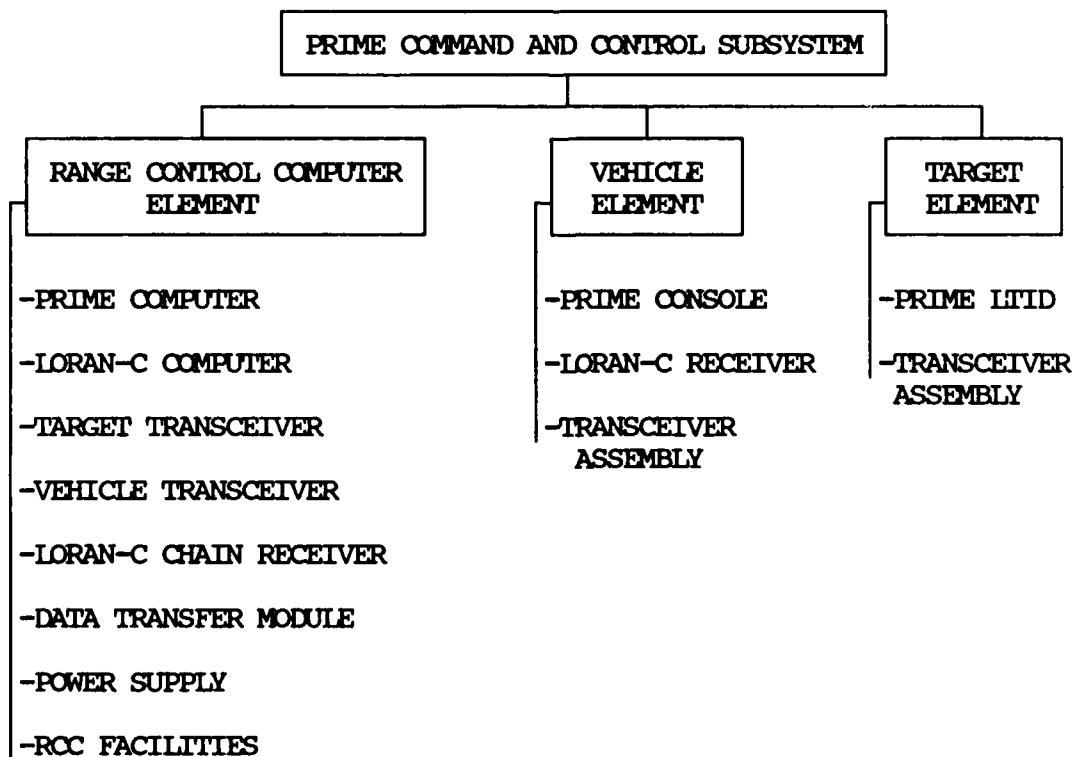 PRIME COMMAND AND CONTROL SUBSYSTEM
RANGE CONTROL COMPUTER
ELEMENT
-PRIME COMPUTER
-LORAN-C COMPUTER
-TARGET TRANSCEIVER
-VEHICLE TRANSCEIVER
-LORAN-C CHAIN RECEIVER
-DATA TRANSFER MODULE
-POWER SUPPLY
-RCC FACILITIES
VEHICLE
ELEMENT
-PRIME CONSOLE
-LORAN-C RECEIVER
-TRANSCEIVER
ASSEMBLY
TARGET
ELEMENT
-PRIME LTID
-TRANSCEIVER
ASSEMBLY